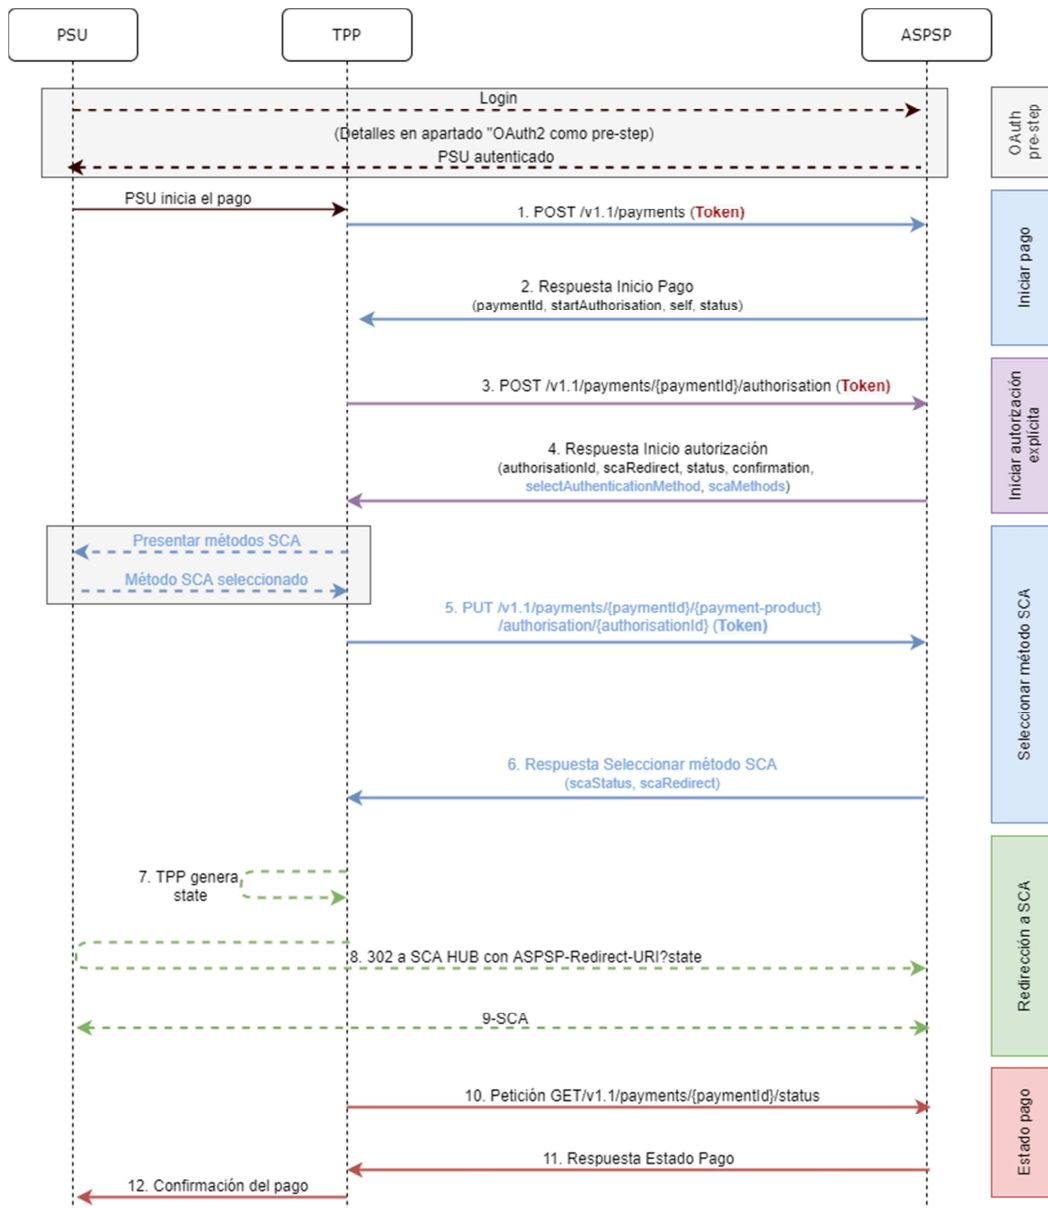 PSU
TPP
ASPSP
Login
(Detalles en apartado "OAuth2 como pre-step)
PSU autenticado
OAuth
pre-step
PSU inicia el pago
1. POST /v1.1/payments (Token)
2. Respuesta Inicio Pago
(paymentId, startAuthorisation, self, status)
Iniciar pago
3. POST /v1.1/payments/{paymentId}/authorisation (Token)
4. Respuesta Inicio autorización
(authorisationId, scaRedirect, status, confirmation,
selectAuthenticationMethod, scaMethods)
Iniciar autorización
explícita
Presentar métodos SCA
Método SCA seleccionado
5. PUT /v1.1/payments/{paymentId}/{payment-product}
/authorisation/{authorisationId} (Token)
6. Respuesta Seleccionar método SCA
(scaStatus, scaRedirect)
Seleccionar método SCA
7. TPP genera
state
8. 302 a SCA HUB con ASPSP-Redirect-URI?state
9-SCA
Redirección a SCA
10. Petición GET/v1.1/payments/{paymentId}/status
11. Respuesta Estado Pago
12. Confirmación del pago
Estado pago